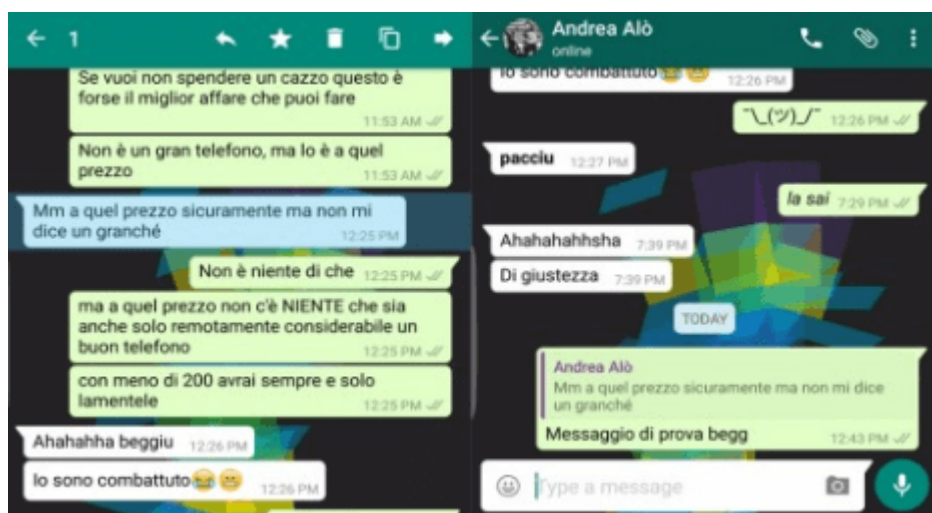 1
Se vuoi non spendere un cazzo questo è
forse il miglior affare che puoi fare
11:53 AM
Non è un gran telefono, ma lo è a quel
prezzo
11:53 AM
Mm a quel prezzo sicuramente ma non mi
dice un granché
12:25 PM
Non è niente di che 12:25 PM
ma a quel prezzo non c'è NIENTE che sia
anche solo remotamente considerabile un
buon telefono
12:25 PM
con meno di 200 avrai sempre e solo
lamentele
12:25 PM
Ahahahha beggiu 12:26 PM
Io sono combattuto😂😬 12:26 PM
Andrea Alò
online
Io sono combattuto😂😬 12:26 PM
¯\_(ツ)_/¯ 12:26 PM
pacciu 12:27 PM
la sai 7:29 PM
Ahahahahhsha 7:39 PM
Di giustezza 7:39 PM
TODAY
Andrea Alò
Mm a quel prezzo sicuramente ma non mi dice
un granché
Messaggio di prova begg 12:43 PM
Type a message